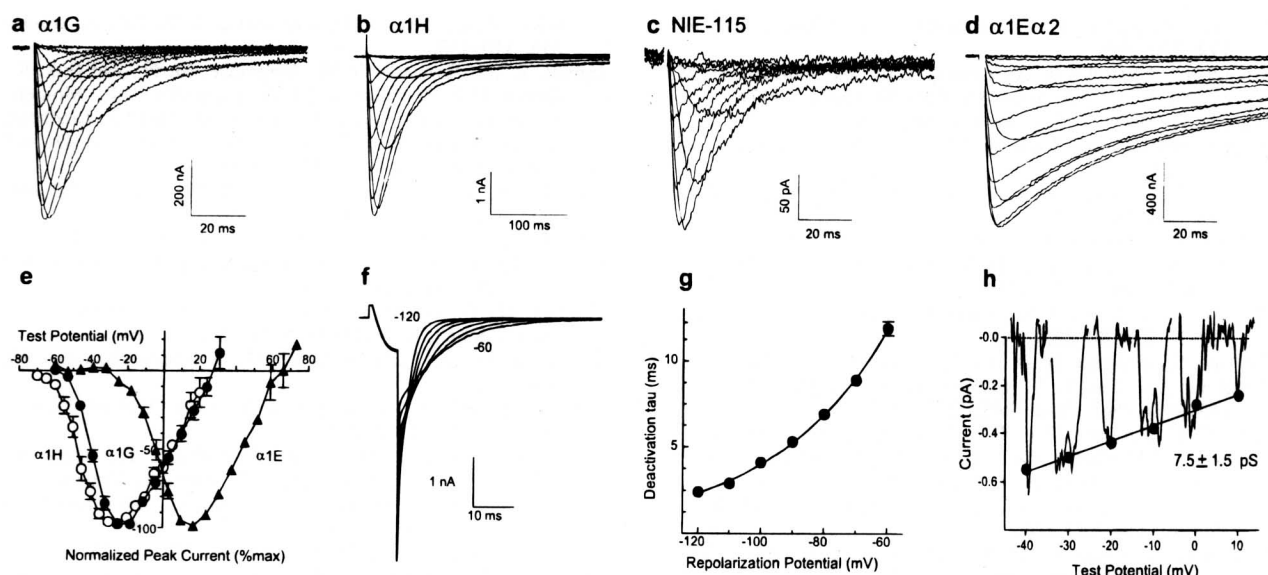 a α1G
b α1H
c NIE-115
d α1Eα2
200 nA
20 ms
1 nA
100 ms
50 pA
20 ms
400 nA
20 ms
e
Test Potential (mV)
-80 -60 -40 -20 20 40 60 80
-50
-100
α1H
α1G
α1E
Normalized Peak Current (%max)
f
-120
-60
1 nA
10 ms
g
Deactivation tau (ms)
10
5
-120 -100 -80 -60
Repolarization Potential (mV)
h
Current (pA)
-0.0
-0.2
-0.4
-0.6
7.5 ± 1.5 pS
-40 -30 -20 -10 0 10
Test Potential (mV)